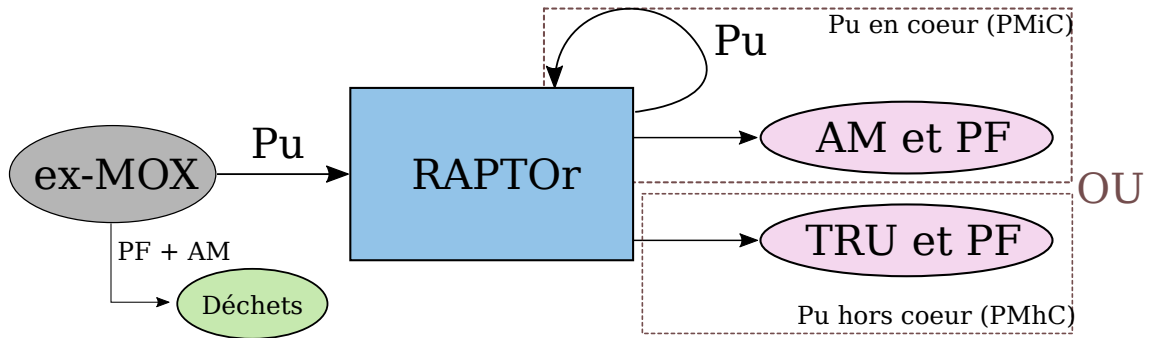 Pu en coeur (PMiC)
Pu
AM et PF
ex-MOX
Pu
RAPTOr
OU
PF + AM
TRU et PF
Déchets
Pu hors coeur (PMhC)